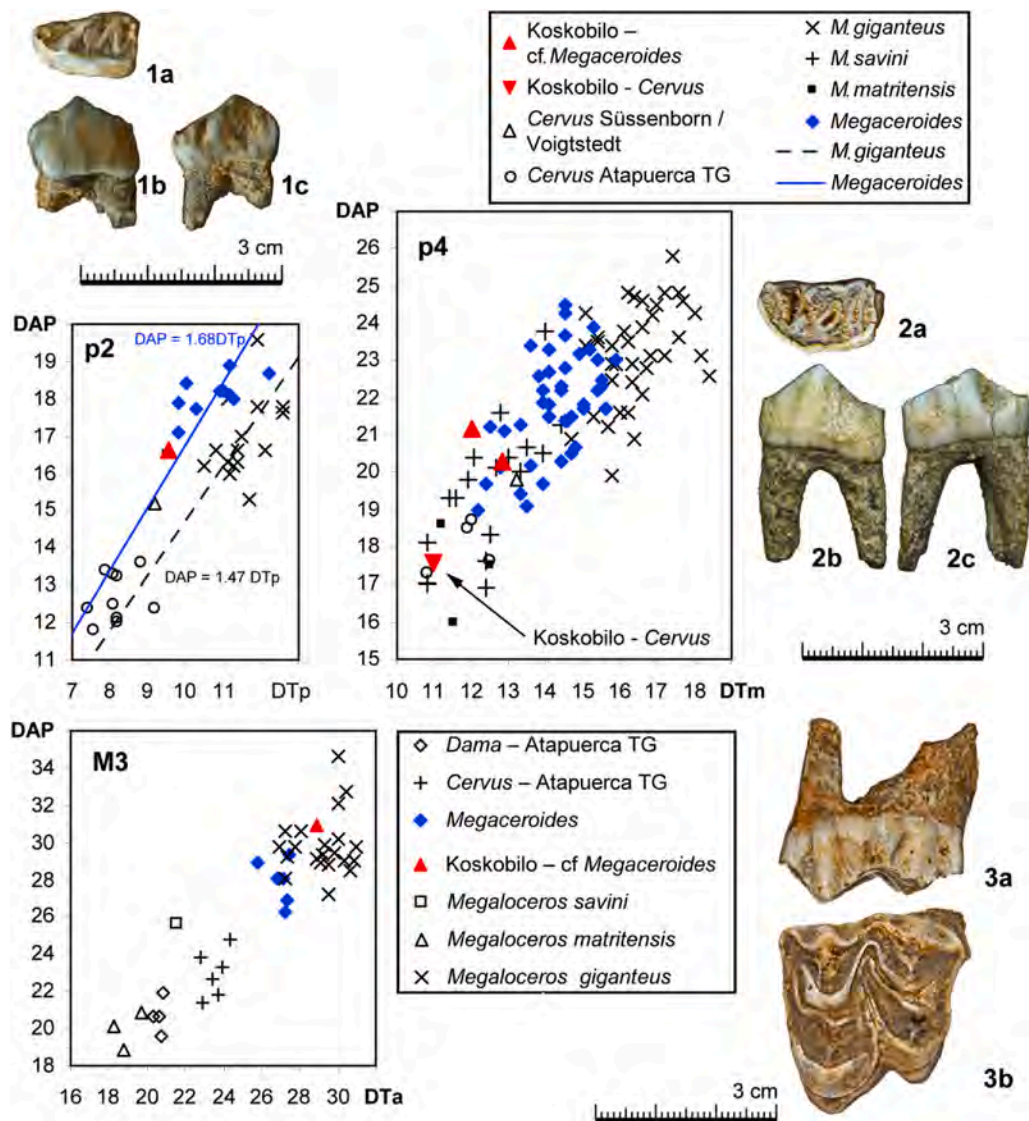 1a
1b
1c
3 cm
Koskobilo –
cf. Megaceroides
Koskobilo - Cervus
Cervus Süssenborn /
Voigtstedt
Cervus Atapuerca TG
M. giganteus
M. savini
M. matritensis
Megaceroides
M. giganteus
Megaceroides
DAP
p2
DAP = 1.68DTp
DAP = 1.47 DTp
19
18
17
16
15
14
13
12
11
7 8 9 10 11 DTp
DAP
p4
26
25
24
23
22
21
20
19
18
17
16
15
Koskobilo - Cervus
10 11 12 13 14 15 16 17 18 DTm
2a
2b
2c
3 cm
DAP
M3
34
32
30
28
26
24
22
20
18
16 18 20 22 24 26 28 30 DTa
Dama – Atapuerca TG
Cervus – Atapuerca TG
Megaceroides
Koskobilo – cf Megaceroides
Megaloceros savini
Megaloceros matritensis
Megaloceros giganteus
3a
3b
3 cm